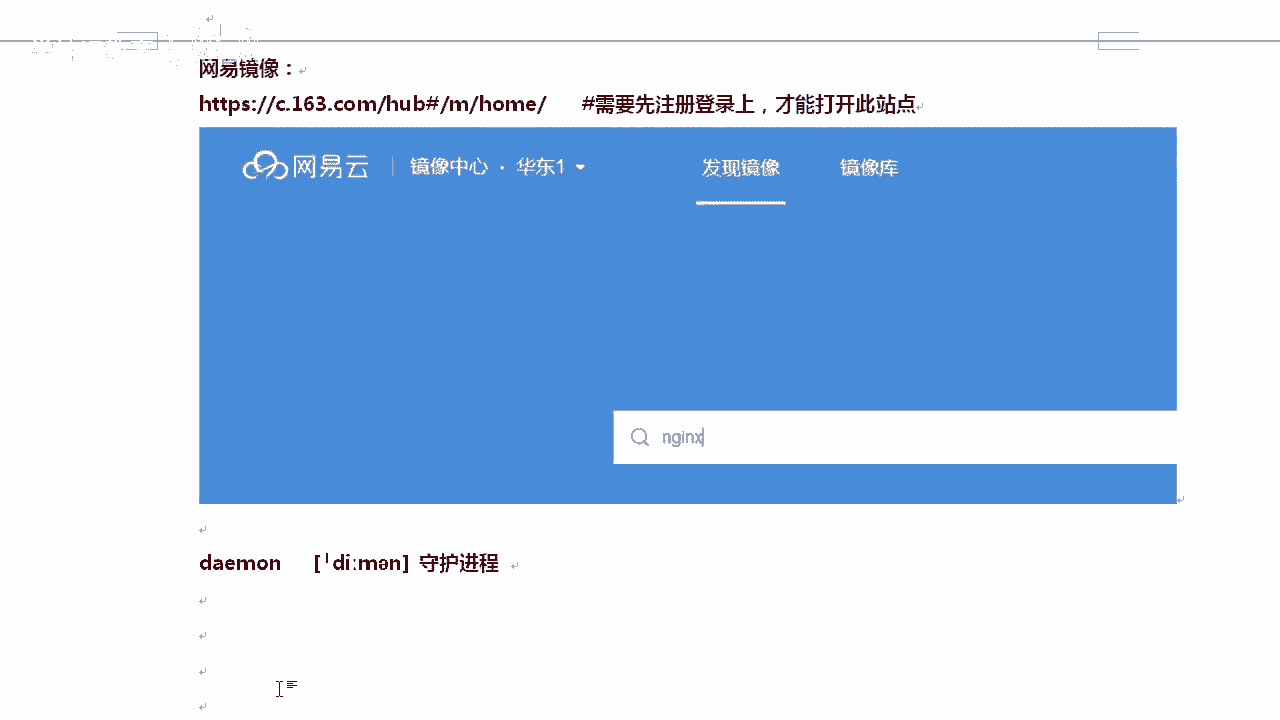 网易镜像：
https://c.163.com/hub#/m/home/ #需要先注册登录上，才能打开此站点
网易云 | 镜像中心 · 华东1 发现镜像 镜像库
nginx
daemon [ˈdiːmən] 守护进程